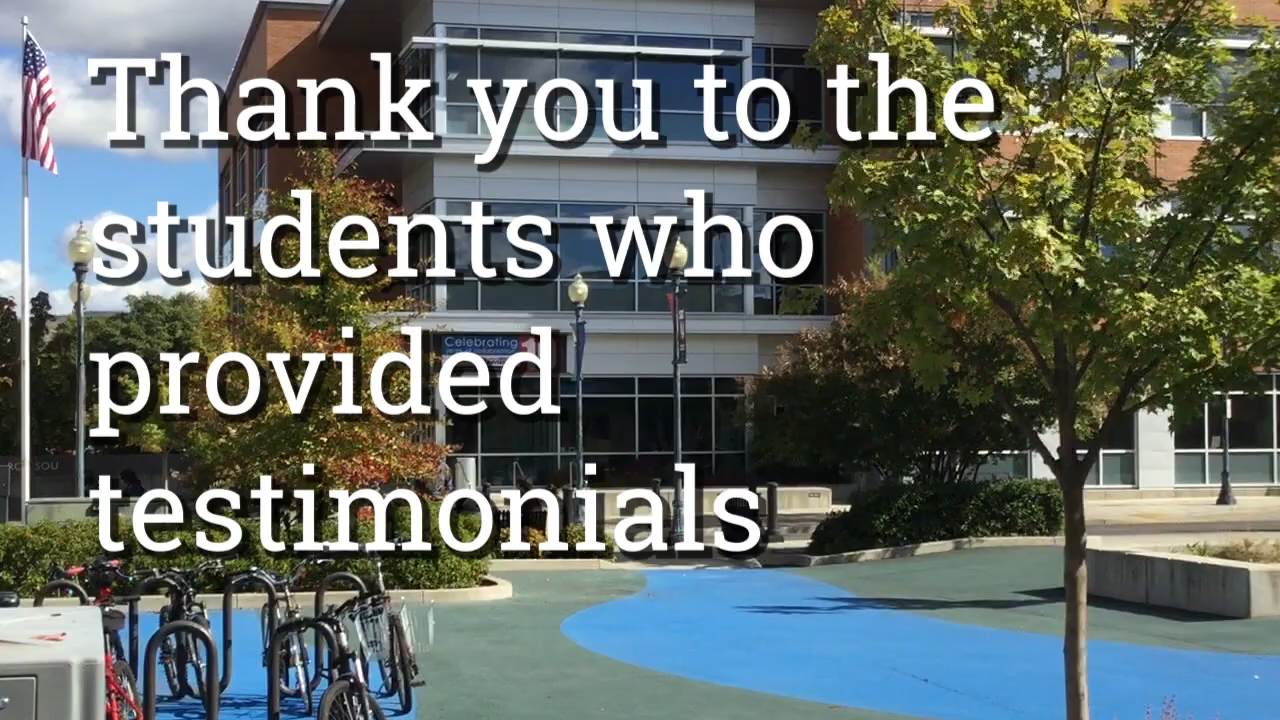 Thank you to the
students who
provided
testimonials
Celebrating